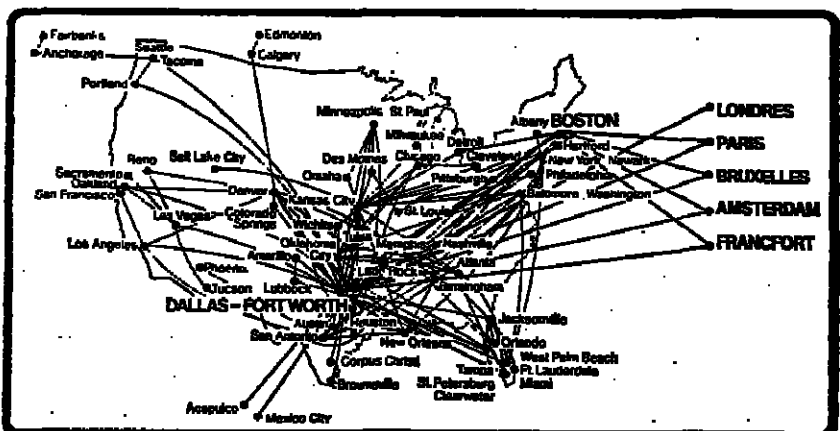 Fairbanks
Anchorage
Seattle
Tacoma
Portland
Edmonton
Calgary
Minneapolis St Paul
Milwaukee
Detroit
Albany BOSTON
Hartford
New York Newark
Philadelphia
Baltimore Washington
Cleveland
Pittsburgh
Chicago
Des Moines
Omaha
Salt Lake City
Reno
Sacramento
Oakland
San Francisco
Las Vegas
Los Angeles
Denver
Colorado
Springs
Kansas City
Wichita
St. Louis
Tulsa
Oklahoma
City
Amarillo
Memphis
Nashville
Little Rock
Atlanta
Birmingham
Phoenix
Tucson
Lubbock
DALLAS-FORT WORTH
Austin
Houston
San Antonio
New Orleans
Jacksonville
Orlando
Corpus Cristi
Brownsville
Tampa
St. Petersburg
Clearwater
West Palm Beach
Ft Lauderdale
Miami
Acapulco
Mexico City
LONDRES
PARIS
BRUXELLES
AMSTERDAM
FRANCFORT